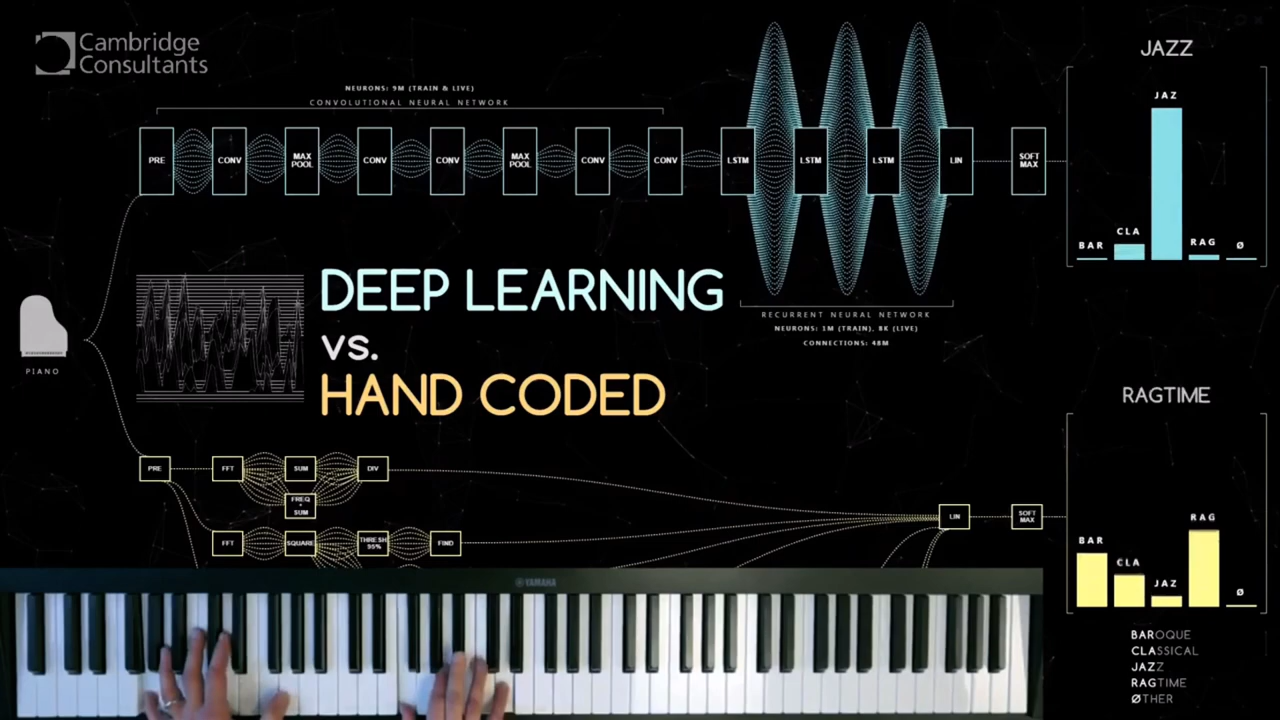 Cambridge
Consultants
NEURONS: 9M (TRAIN & LIVE)
CONVOLUTIONAL NEURAL NETWORK
PRE
CONV
MAX
POOL
CONV
CONV
MAX
POOL
CONV
CONV
LSTM
LSTM
LSTM
LIN
SOFT
MAX
JAZZ
BAR
CLA
JAZ
RAG
Ø
RECURRENT NEURAL NETWORK
NEURONS: 1M (TRAIN), 8K (LIVE)
CONNECTIONS: 48M
DEEP LEARNING
VS.
HAND CODED
PIANO
PRE
FFT
SUM
DIV
FREQ
*
SUM
FFT
SQUARE
THRESH
95%
FIND
LIN
SOFT
MAX
RAGTIME
BAR
CLA
JAZ
RAG
Ø
BAROQUE
CLASSICAL
JAZZ
RAGTIME
ØTHER
YAMAHA